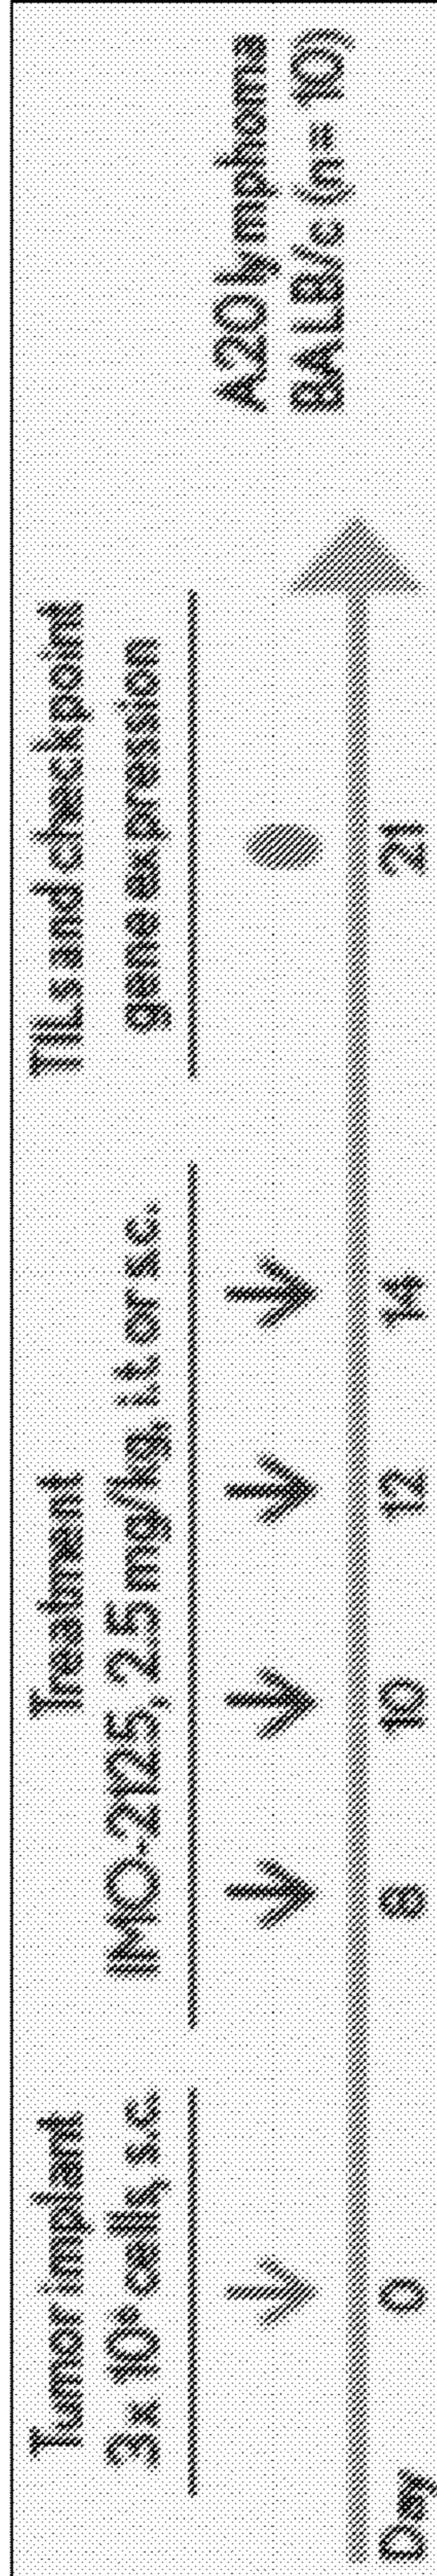 Tumor implant
3 x 10⁶ cells, s.c.
Treatment
IMO-2125, 2.5 mg/kg, i.t. or s.c.
TILs and checkpoint
gene expression
A20 lymphoma
BALB/c (n = 10)
Day 0 8 10 12 14 21